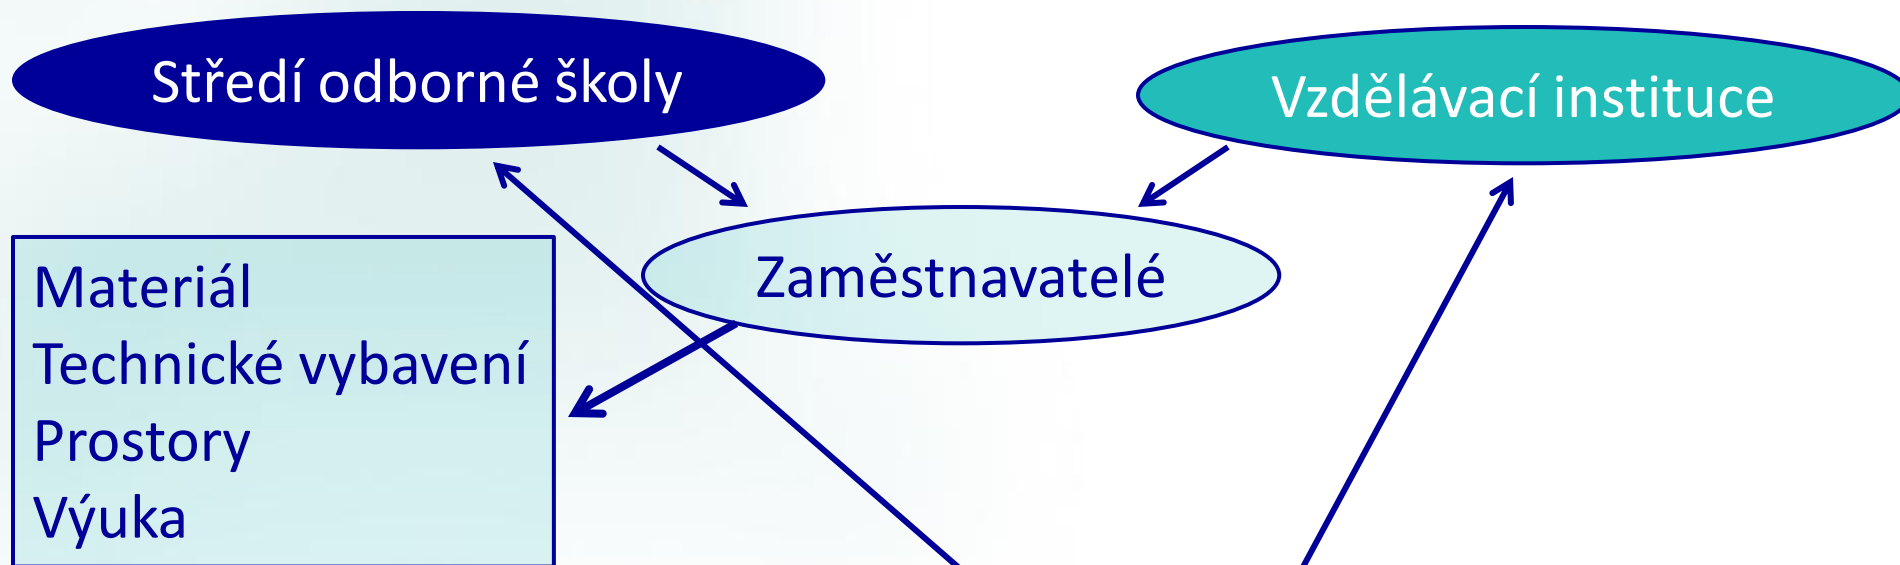 Středí odborné školy
Vzdělávací instituce
Zaměstnavatelé
Materiál
Technické vybavení
Prostory
Výuka